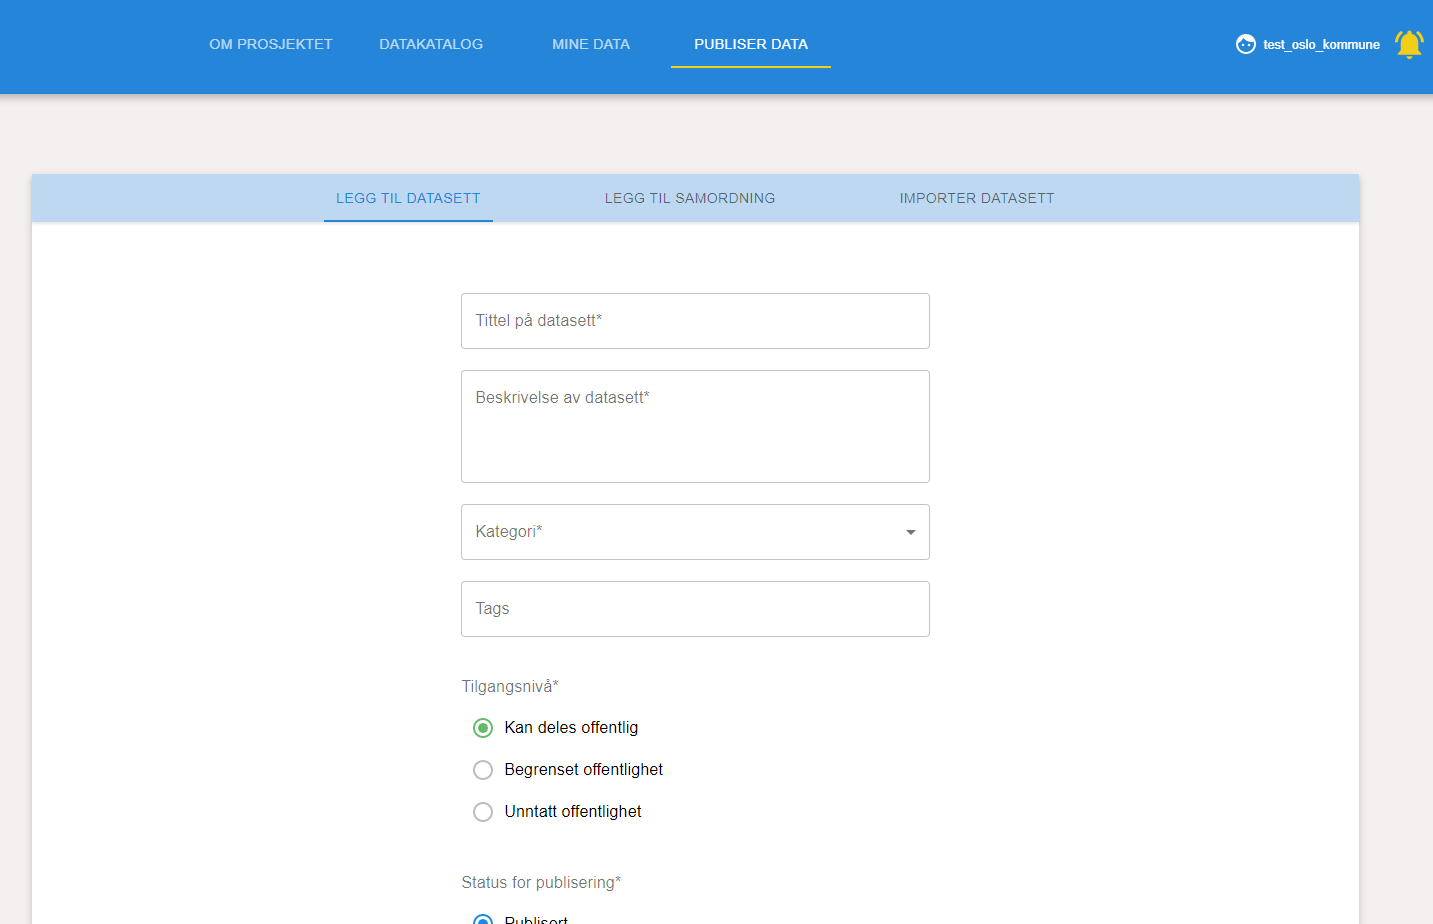 OM PROSJEKTET DATAKATALOG MINE DATA PUBLISER DATA test_oslo_kommune
LEGG TIL DATASETT LEGG TIL SAMORDNING IMPORTER DATASETT
Tittel på datasett*
Beskrivelse av datasett*
Kategori*
Tags
Tilgangsnivå*
Kan deles offentlig
Begrenset offentlighet
Unntatt offentlighet
Status for publisering*
Publisert